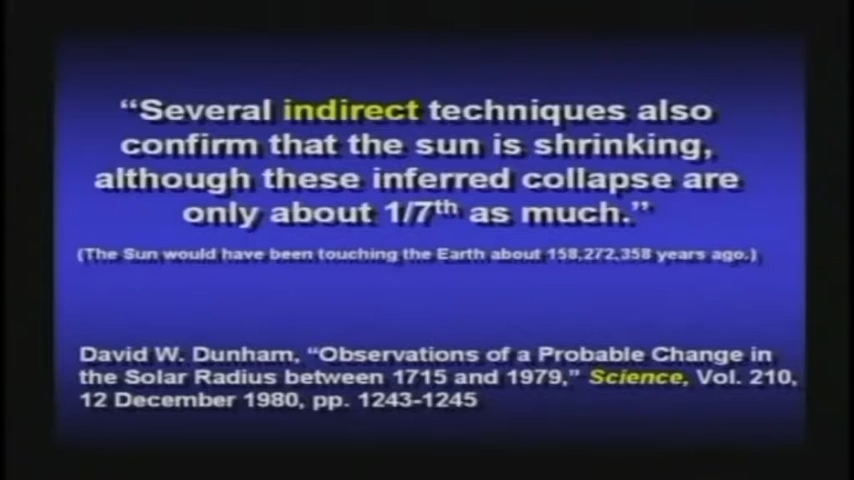 “Several indirect techniques also
confirm that the sun is shrinking,
although these inferred collapse are
only about 1/7th as much.”
(The Sun would have been touching the Earth about 158,272,358 years ago.)
David W. Dunham, “Observations of a Probable Change in
the Solar Radius between 1715 and 1979,” Science, Vol. 210,
12 December 1980, pp. 1243-1245